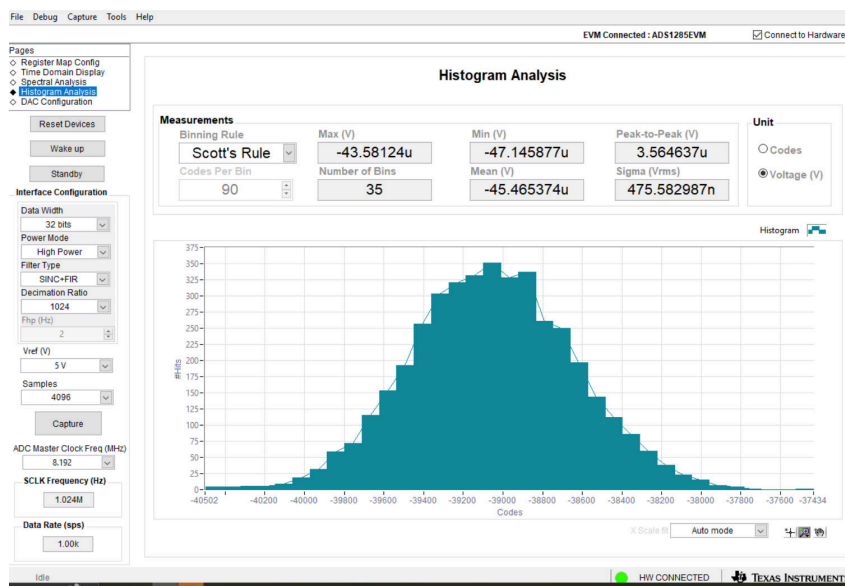 File Debug Capture Tools Help
EVM Connected : ADS1285EVM Connect to Hardware
Pages
Register Map Config
Time Domain Display
Spectral Analysis
Histogram Analysis
DAC Configuration
Reset Devices
Wake up
Standby
Interface Configuration
Data Width
32 bits
Power Mode
High Power
Filter Type
SINC+FIR
Decimation Ratio
1024
Fhp (Hz)
2
Vref (V)
5 V
Samples
4096
Capture
ADC Master Clock Freq (MHz)
8.192
SCLK Frequency (Hz)
1.024M
Data Rate (sps)
1.00k
Histogram Analysis
Measurements
Binning Rule Max (V) Min (V) Peak-to-Peak (V)
Scott's Rule -43.58124u -47.145877u 3.564637u
Codes Per Bin Number of Bins Mean (V) Sigma (Vrms)
90 35 -45.465374u 475.582987n
Unit
Codes
Voltage (V)
Histogram
375
350
325
300
275
250
225
200
175
150
125
100
75
50
25
0
#Hits
-40502 -40200 -40000 -39800 -39600 -39400 -39200 -39000 -38800 -38600 -38400 -38200 -38000 -37800 -37600 -37434
Codes
X Scale fit Auto mode
Idle HW CONNECTED TEXAS INSTRUMENTS